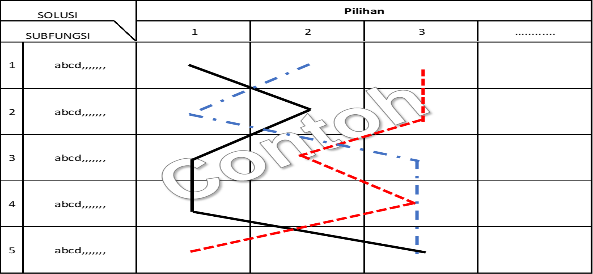 SOLUSI
Pilihan
SUBFUNGSI
1 2 3 ............
1 abcd,,,,,,,
2 abcd,,,,,,,
3 abcd,,,,,,,
4 abcd,,,,,,,
5 abcd,,,,,,,
Contoh